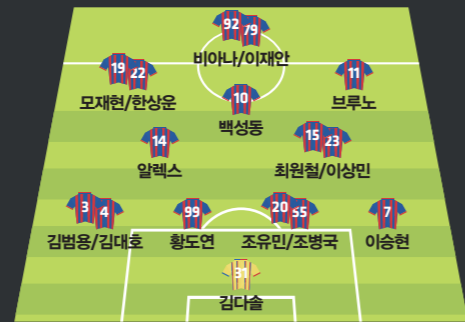 92 79
비아나/이재안
19 22
모재현/한상운
11
브루노
10
백성동
14
알렉스
15 23
최원철/이상민
3 4
김범용/김대호
99
황도연
20 55
조유민/조병국
7
이승현
31
김다솔